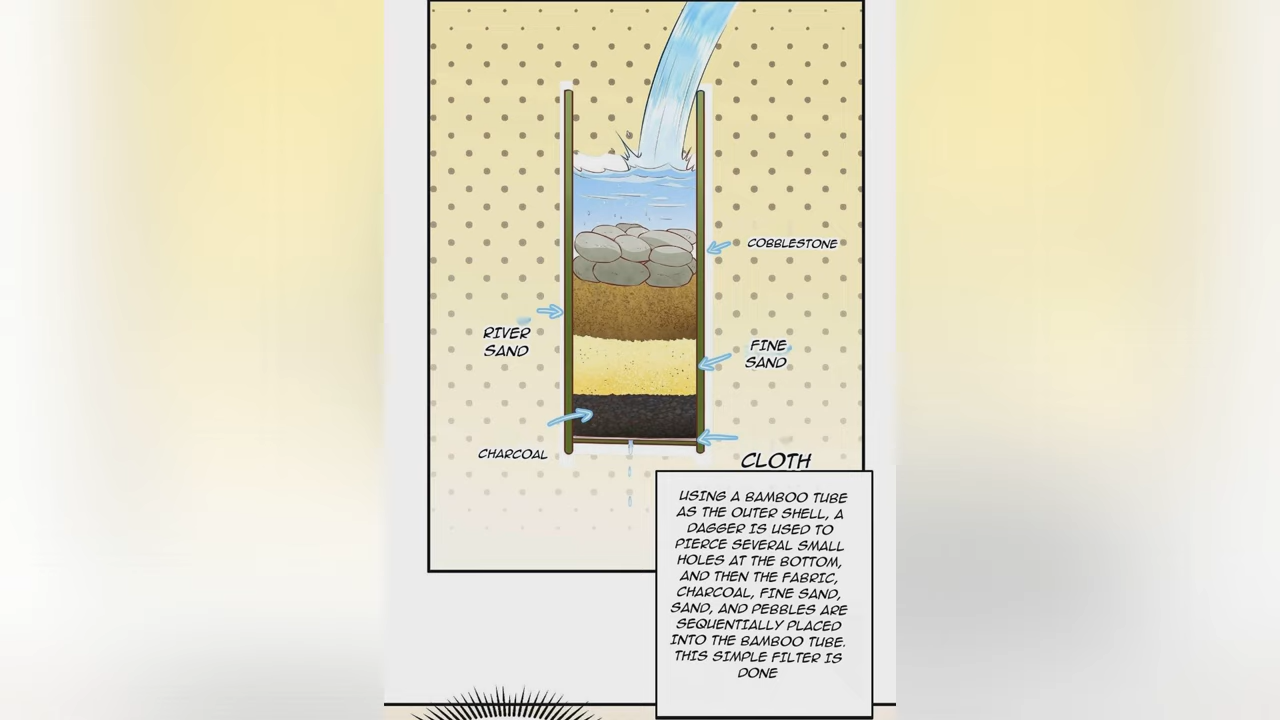 COBBLESTONE
RIVER
SAND
FINE
SAND
CHARCOAL
CLOTH
USING A BAMBOO TUBE
AS THE OUTER SHELL, A
DAGGER IS USED TO
PIERCE SEVERAL SMALL
HOLES AT THE BOTTOM,
AND THEN THE FABRIC,
CHARCOAL, FINE SAND,
SAND, AND PEBBLES ARE
SEQUENTIALLY PLACED
INTO THE BAMBOO TUBE.
THIS SIMPLE FILTER IS
DONE